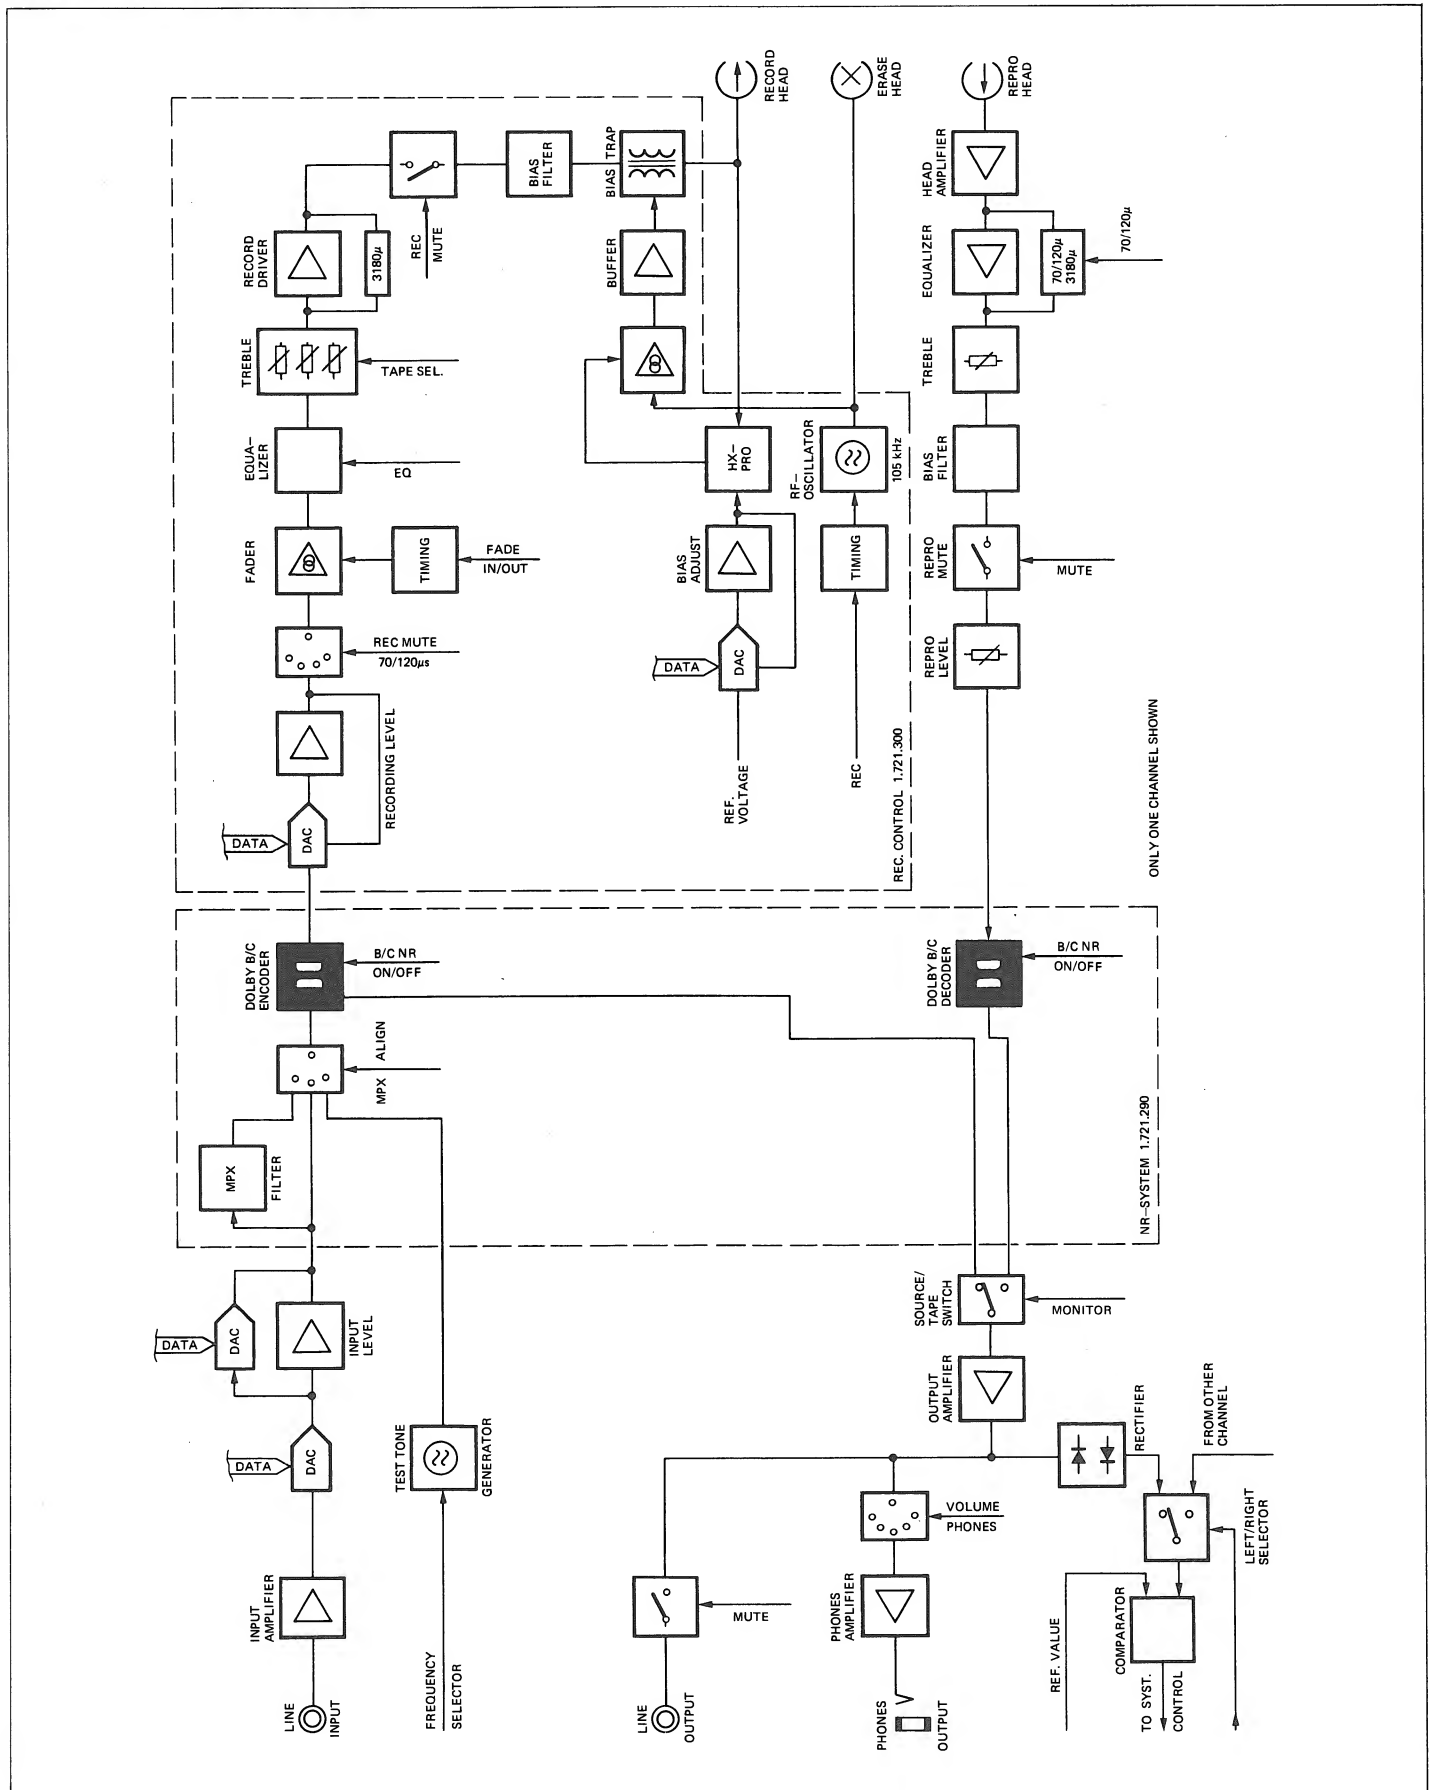 LINE
INPUT
INPUT
AMPLIFIER
DATA
DAC
DATA
DAC
INPUT
LEVEL
FREQUENCY
SELECTOR
TEST TONE
GENERATOR
MPX
FILTER
MPX ALIGN
DOLBY B/C
ENCODER
B/C NR
ON/OFF
NR–SYSTEM 1.721.290
DATA
DAC
RECORDING LEVEL
REC MUTE
70/120µs
FADER
TIMING
FADE
IN/OUT
EQUA–
LIZER
EQ
TREBLE
TAPE SEL.
RECORD
DRIVER
3180µ
REC
MUTE
BIAS
FILTER
BIAS TRAP
BUFFER
RECORD
HEAD
REF.
VOLTAGE
DATA
DAC
BIAS
ADJUST
HX–
PRO
REC
TIMING
RF–
OSCILLATOR
105 kHz
ERASE
HEAD
REC. CONTROL 1.721.300
REPRO
HEAD
HEAD
AMPLIFIER
EQUALIZER
70/120µ
3180µ
70/120µ
TREBLE
BIAS
FILTER
REPRO
MUTE
MUTE
REPRO
LEVEL
DOLBY B/C
DECODER
B/C NR
ON/OFF
ONLY ONE CHANNEL SHOWN
SOURCE/
TAPE
SWITCH
MONITOR
OUTPUT
AMPLIFIER
RECTIFIER
FROM OTHER
CHANNEL
LEFT/RIGHT
SELECTOR
COMPARATOR
REF. VALUE
TO SYST.
CONTROL
VOLUME
PHONES
PHONES
AMPLIFIER
PHONES
OUTPUT
MUTE
LINE
OUTPUT